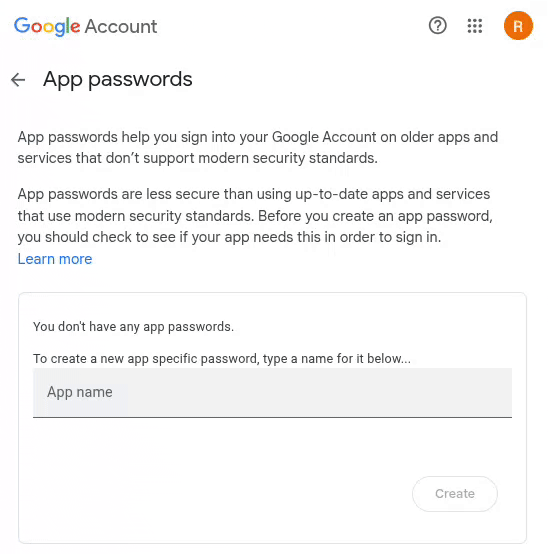 Google Account
R
App passwords
App passwords help you sign into your Google Account on older apps and
services that don’t support modern security standards.
App passwords are less secure than using up-to-date apps and services
that use modern security standards. Before you create an app password,
you should check to see if your app needs this in order to sign in.
Learn more
You don't have any app passwords.
To create a new app specific password, type a name for it below...
App name
Create